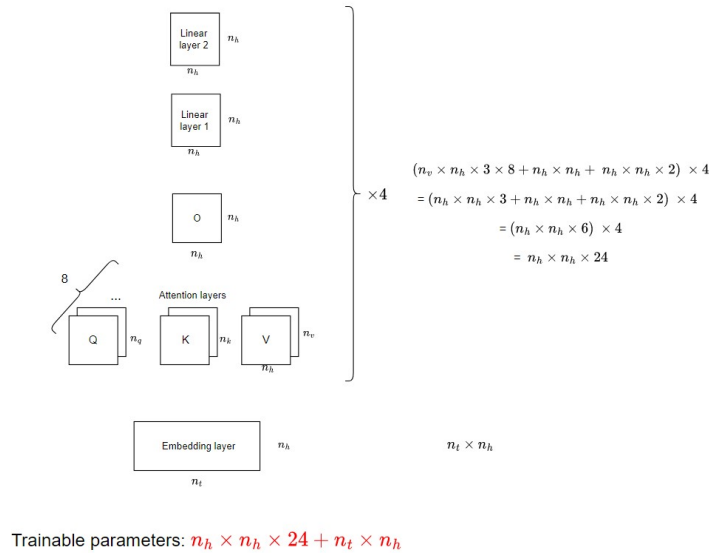 Linear
layer 2
n_h
n_h
Linear
layer 1
n_h
n_h
O
n_h
n_h
×4
(n_v × n_h × 3 × 8 + n_h × n_h + n_h × n_h × 2) × 4
= (n_h × n_h × 3 + n_h × n_h + n_h × n_h × 2) × 4
= (n_h × n_h × 6) × 4
= n_h × n_h × 24
8
...
Attention layers
Q
n_q
K
n_k
V
n_v
n_h
Embedding layer
n_h
n_t
n_t × n_h
Trainable parameters: n_h × n_h × 24 + n_t × n_h